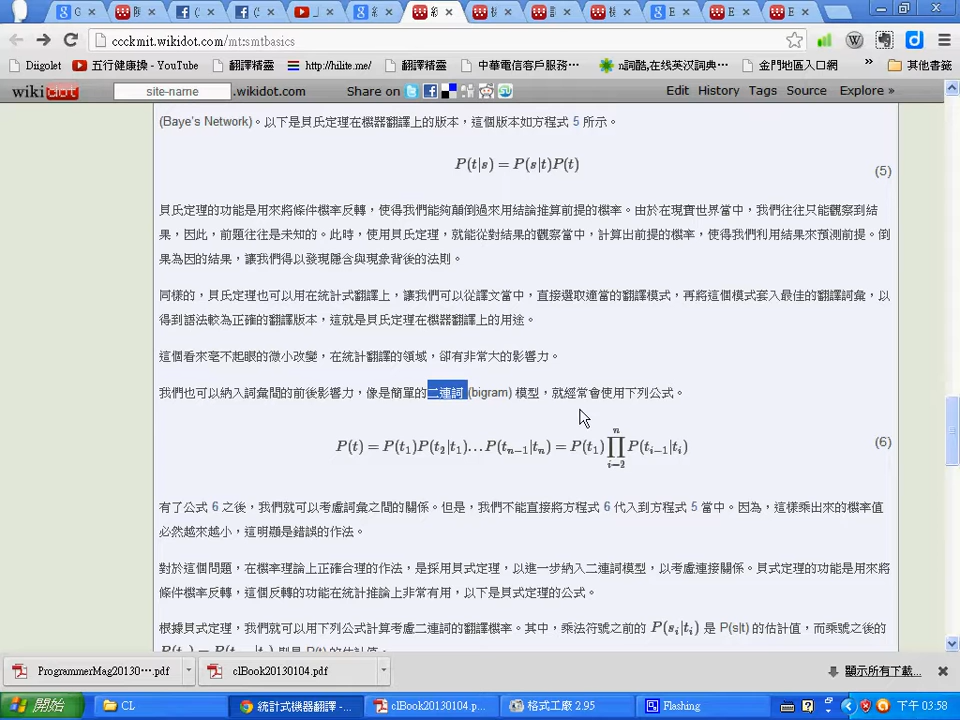 ccckmit.wikidot.com/mt:smtbasics
Diigolet 五行健康操 - YouTube 翻譯精靈 http://hilite.me/ 翻譯精靈 中華電信客戶服務… n詞酷,在线英汉詞典… 金門地區入口網 » 其他書籤
wikidot site-name .wikidot.com Share on Edit History Tags Source Explore »
(Baye's Network)。以下是貝氏定理在機器翻譯上的版本，這個版本如方程式 5 所示。
P(t|s) = P(s|t)P(t)
(5)
貝氏定理的功能是用來將條件機率反轉，使得我們能夠顛倒過來用結論推算前提的機率。由於在現實世界當中，我們往往只能觀察到結
果，因此，前題往往是未知的。此時，使用貝氏定理，就能從對結果的觀察當中，計算出前提的機率，使得我們利用結果來預測前提。倒
果為因的結果，讓我們得以發現隱含與現象背後的法則。
同樣的，貝氏定理也可以用在統計式翻譯上，讓我們可以從譯文當中，直接選取適當的翻譯模式，再將這個模式套入最佳的翻譯詞彙，以
得到語法較為正確的翻譯版本，這就是貝氏定理在機器翻譯上的用途。
這個看來毫不起眼的微小改變，在統計翻譯的領域，卻有非常大的影響力。
我們也可以納入詞彙間的前後影響力，像是簡單的二連詞 (bigram) 模型，就經常會使用下列公式。
P(t) = P(t₁)P(t₂|t₁)…P(tₙ₋₁|tₙ) = P(t₁)∏ⁿᵢ₌₂ P(tᵢ₋₁|tᵢ)
(6)
有了公式 6 之後，我們就可以考慮詞彙之間的關係。但是，我們不能直接將方程式 6 代入到方程式 5 當中。因為，這樣乘出來的機率值
必然越來越小，這明顯是錯誤的作法。
對於這個問題，在機率理論上正確合理的作法，是採用貝式定理，以進一步納入二連詞模型，以考慮連接關係。貝式定理的功能是用來將
條件機率反轉，這個反轉的功能在統計推論上非常有用，以下是貝式定理的公式。
根據貝式定理，我們就可以用下列公式計算考慮二連詞的翻譯機率。其中，乘法符號之前的 P(sᵢ|tᵢ) 是 P(s|t) 的估計值，而乘號之後的
ProgrammerMag20130⋯.pdf clBook20130104.pdf 顯示所有下載...
開始 CL 統計式機器翻譯 -... clBook20130104.p... 格式工廠 2.95 Flashing 下午 03:58